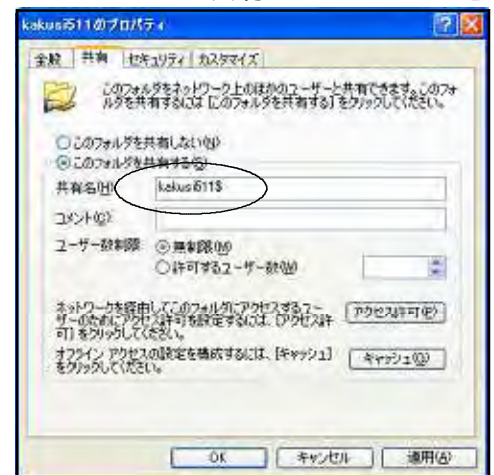 kakusi511のプロパティ
全般 共有 セキュリティ カスタマイズ
このフォルダをネットワーク上のほかのユーザーと共有できます。このフォ
ルダを共有するには [このフォルダを共有する] をクリックしてください。
このフォルダを共有しない(N)
このフォルダを共有する(S)
共有名(H): kakusi511$
コメント(C):
ユーザー数制限: 無制限(M)
許可するユーザー数(W):
ネットワークを経由してこのフォルダにアクセスするユー
ザーのためにアクセス許可を設定するには、[アクセス許
可] をクリックしてください。
アクセス許可(P)
オフライン アクセスの設定を構成するには、[キャッシュ]
をクリックしてください。
キャッシュ(G)
OK キャンセル 適用(A)